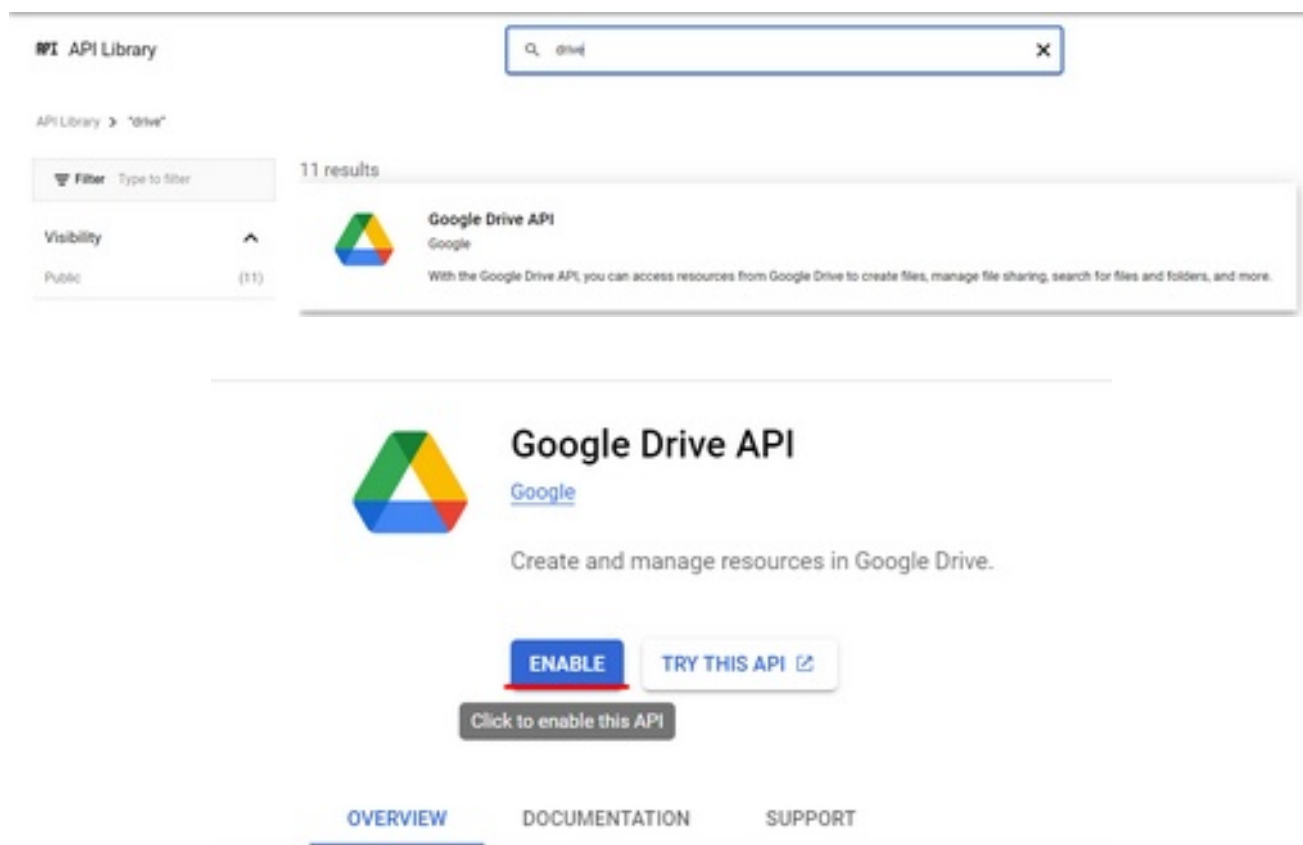 API API Library
drive
API Library > "drive"
Filter Type to filter
11 results
Visibility
Public (11)
Google Drive API
Google
With the Google Drive API, you can access resources from Google Drive to create files, manage file sharing, search for files and folders, and more.
Google Drive API
Google
Create and manage resources in Google Drive.
ENABLE TRY THIS API
Click to enable this API
OVERVIEW DOCUMENTATION SUPPORT